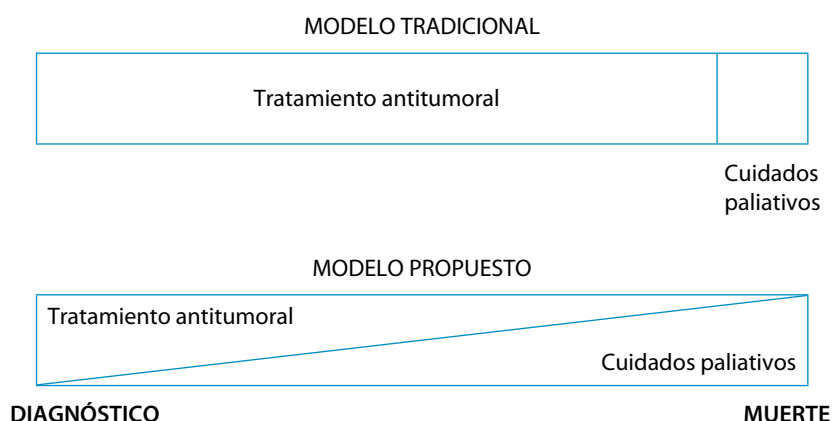 MODELO TRADICIONAL
Tratamiento antitumoral
Cuidados
paliativos
MODELO PROPUESTO
Tratamiento antitumoral
Cuidados paliativos
DIAGNÓSTICO
MUERTE